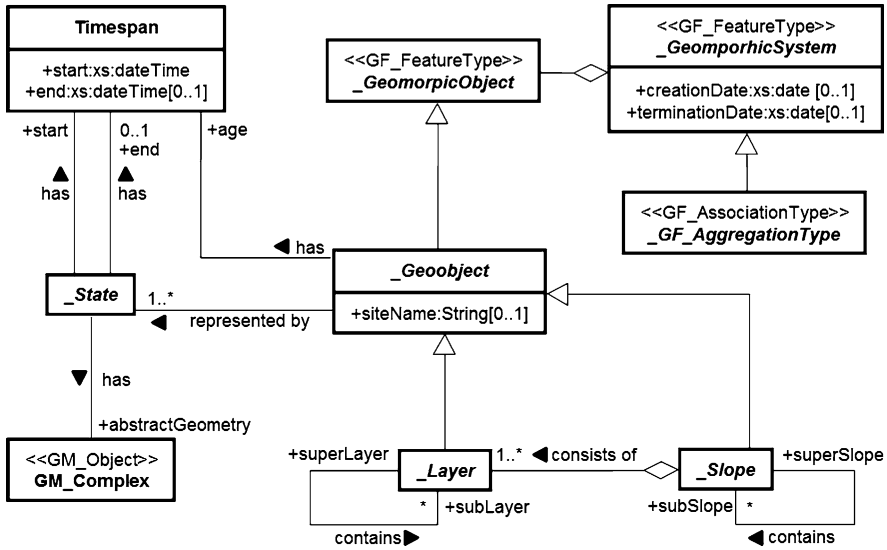 Timespan
+start:xs:dateTime
+end:xs:dateTime[0..1]
<<GF_FeatureType>>
_GeomorpicObject
<<GF_FeatureType>>
_GeomporhicSystem
+creationDate:xs:date [0..1]
+terminationDate:xs:date[0..1]
+start
0..1
+end
+age
has
has
<<GF_AssociationType>>
_GF_AggregationType
has
_Geoobject
+siteName:String[0..1]
_State
1..*
represented by
has
+abstractGeometry
<<GM_Object>>
GM_Complex
+superLayer
_Layer
1..*
consists of
_Slope
+superSlope
*
+subLayer
+subSlope
*
contains
contains